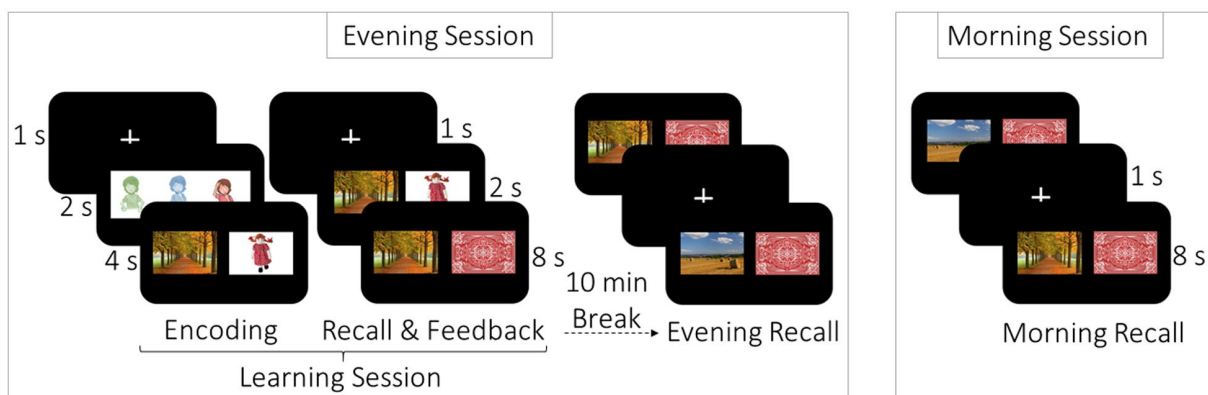 Evening Session
Morning Session
1 s
2 s
4 s
1 s
2 s
8 s
10 min
Break
1 s
8 s
Encoding
Recall & Feedback
Evening Recall
Morning Recall
Learning Session